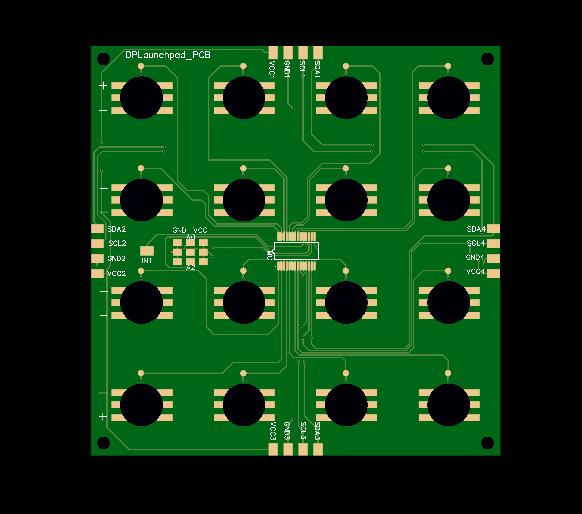 DPLaunchpad_PCB
VCC1
GND1
SCL1
SDA1
+
SDA2
SCL2
GND2
VCC2
GND VCC
A0
A2
INT
SDA4
SCL4
GND4
VCC4
+
VCC3
GND3
SCL3
SDA3